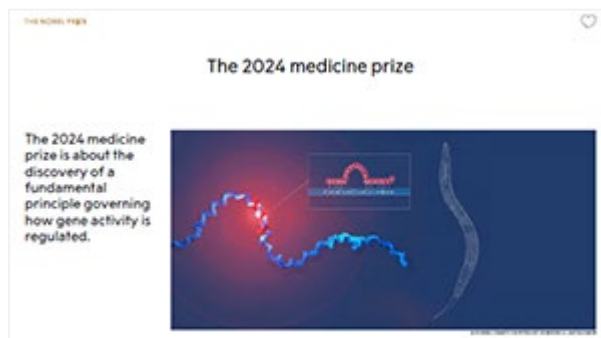 THE NOBEL PRIZE
The 2024 medicine prize
The 2024 medicine
prize is about the
discovery of a
fundamental
principle governing
how gene activity is
regulated.